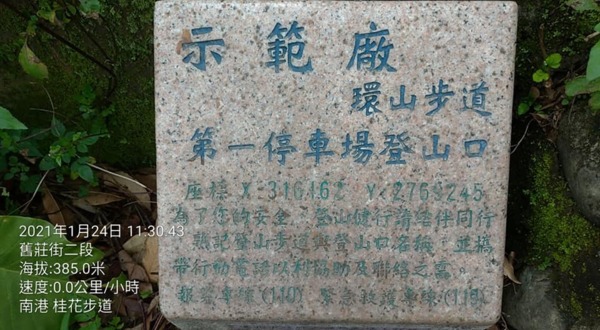 示範廠
環山步道
第一停車場登山口
座標 X-316462 Y-2769245
為了您的安全,登山健行請結伴同行
熟記登山步道與登山口名稱,並攜
帶行動電話以利協助及聯絡之需。
報案專線(110) 緊急救護專線(119)
2021年1月24日 11:30:43
舊莊街二段
海拔:385.0米
速度:0.0公里/小時
南港 桂花步道